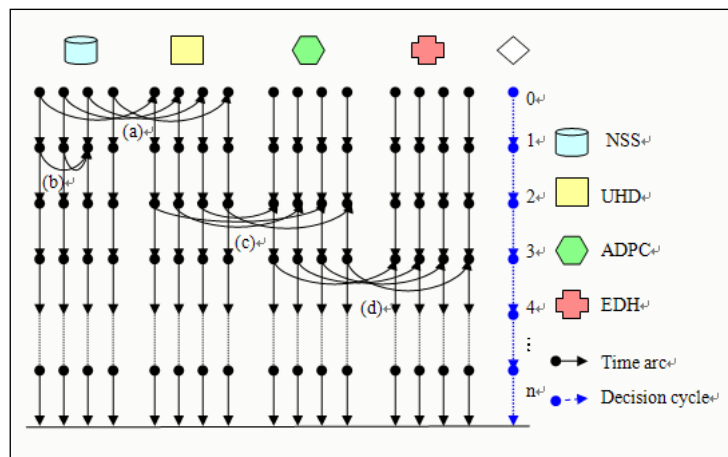 0
(a)
1
NSS
(b)
2
UHD
(c)
3
ADPC
(d)
4
EDH
⋮
Time arc
n
Decision cycle